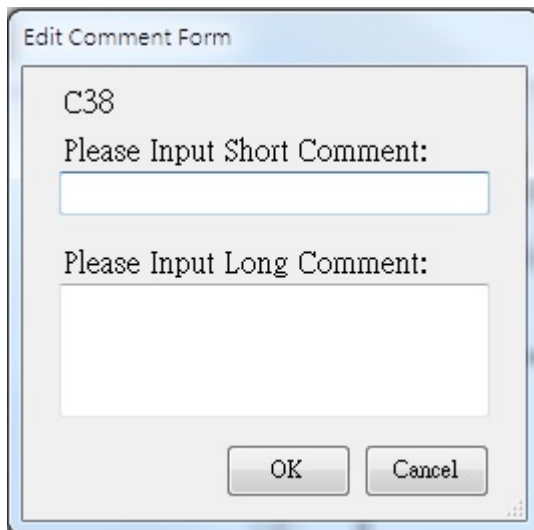 Edit Comment Form
C38
Please Input Short Comment:
Please Input Long Comment:
OK
Cancel